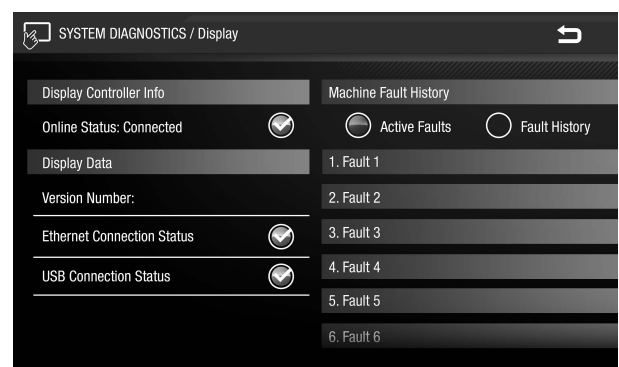 SYSTEM DIAGNOSTICS / Display
Display Controller Info
Online Status: Connected
Display Data
Version Number:
Ethernet Connection Status
USB Connection Status
Machine Fault History
Active Faults
Fault History
1. Fault 1
2. Fault 2
3. Fault 3
4. Fault 4
5. Fault 5
6. Fault 6